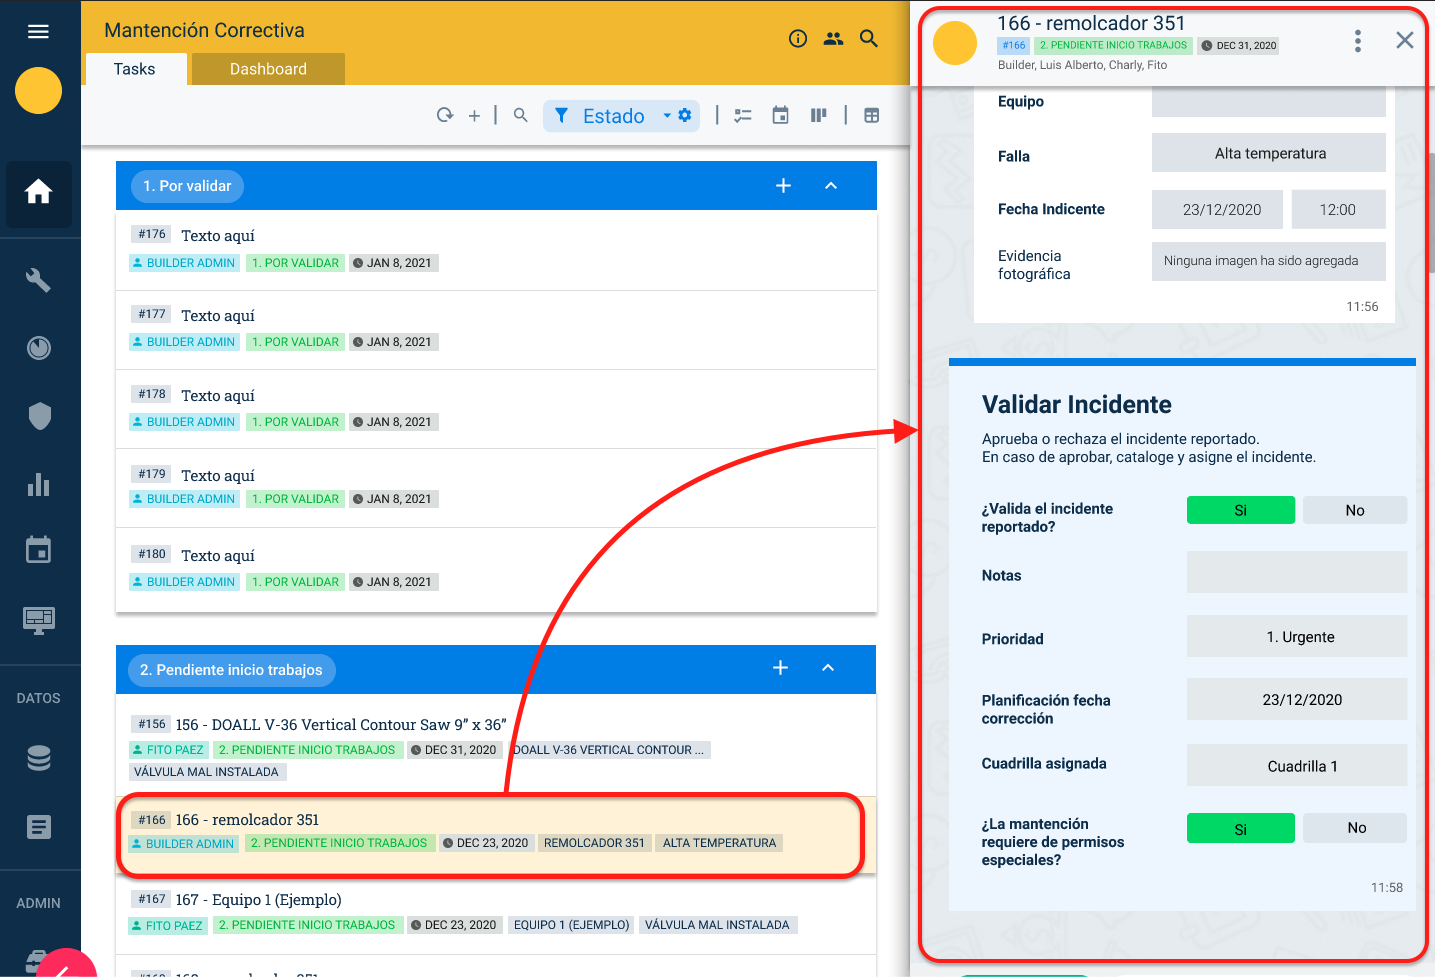 Mantención Correctiva
Tasks
Dashboard
Estado
1. Por validar
#176 Texto aquí
BUILDER ADMIN 1. POR VALIDAR JAN 8, 2021
#177 Texto aquí
BUILDER ADMIN 1. POR VALIDAR JAN 8, 2021
#178 Texto aquí
BUILDER ADMIN 1. POR VALIDAR JAN 8, 2021
#179 Texto aquí
BUILDER ADMIN 1. POR VALIDAR JAN 8, 2021
#180 Texto aquí
BUILDER ADMIN 1. POR VALIDAR JAN 8, 2021
2. Pendiente inicio trabajos
#156 156 - DOALL V-36 Vertical Contour Saw 9” x 36”
FITO PAEZ 2. PENDIENTE INICIO TRABAJOS DEC 31, 2020 DOALL V-36 VERTICAL CONTOUR ...
VÁLVULA MAL INSTALADA
#166 166 - remolcador 351
BUILDER ADMIN 2. PENDIENTE INICIO TRABAJOS DEC 23, 2020 REMOLCADOR 351 ALTA TEMPERATURA
#167 167 - Equipo 1 (Ejemplo)
FITO PAEZ 2. PENDIENTE INICIO TRABAJOS DEC 23, 2020 EQUIPO 1 (EJEMPLO) VÁLVULA MAL INSTALADA
DATOS
ADMIN
166 - remolcador 351
#166 2. PENDIENTE INICIO TRABAJOS DEC 31, 2020
Builder, Luis Alberto, Charly, Fito
Equipo
Falla Alta temperatura
Fecha Indicente 23/12/2020 12:00
Evidencia
fotográfica
Ninguna imagen ha sido agregada
11:56
Validar Incidente
Aprueba o rechaza el incidente reportado.
En caso de aprobar, cataloge y asigne el incidente.
¿Valida el incidente
reportado?
Si No
Notas
Prioridad 1. Urgente
Planificación fecha
corrección
23/12/2020
Cuadrilla asignada Cuadrilla 1
¿La mantención
requiere de permisos
especiales?
Si No
11:58